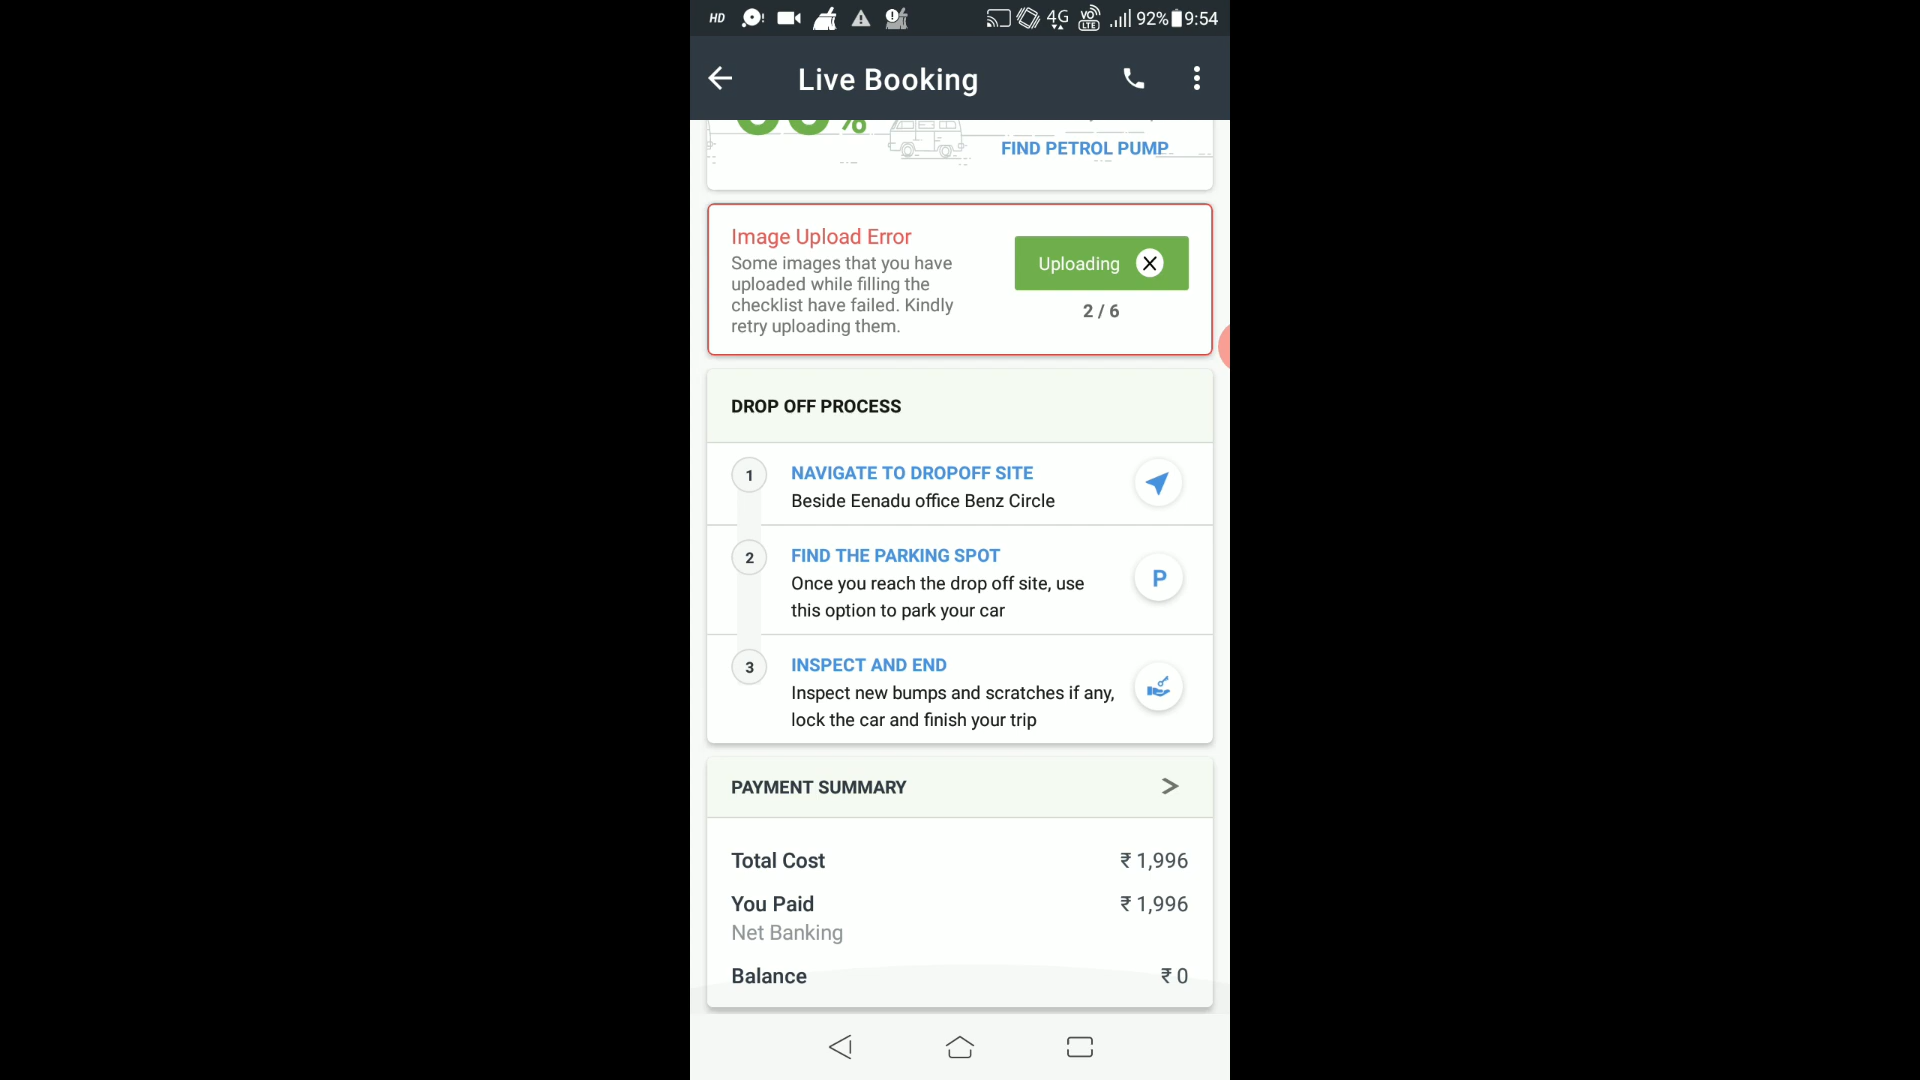 HD 4G VO LTE 92% 9:54
Live Booking
%
FIND PETROL PUMP
Image Upload Error
Some images that you have
uploaded while filling the
checklist have failed. Kindly
retry uploading them.
Uploading
2 / 6
DROP OFF PROCESS
1 NAVIGATE TO DROPOFF SITE
Beside Eenadu office Benz Circle
2 FIND THE PARKING SPOT
Once you reach the drop off site, use
this option to park your car
P
3 INSPECT AND END
Inspect new bumps and scratches if any,
lock the car and finish your trip
PAYMENT SUMMARY >
Total Cost ₹ 1,996
You Paid ₹ 1,996
Net Banking
Balance ₹ 0